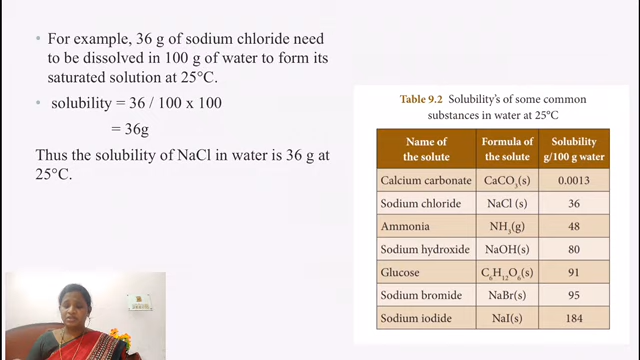 • For example, 36 g of sodium chloride need
to be dissolved in 100 g of water to form its
saturated solution at 25°C.
• solubility = 36 / 100 x 100
= 36g
Thus the solubility of NaCl in water is 36 g at
25°C.
Table 9.2 Solubility's of some common
substances in water at 25°C
Name of the solute | Formula of the solute | Solubility g/100 g water
Calcium carbonate | CaCO₃(s) | 0.0013
Sodium chloride | NaCl (s) | 36
Ammonia | NH₃(g) | 48
Sodium hydroxide | NaOH(s) | 80
Glucose | C₆H₁₂O₆(s) | 91
Sodium bromide | NaBr(s) | 95
Sodium iodide | NaI(s) | 184